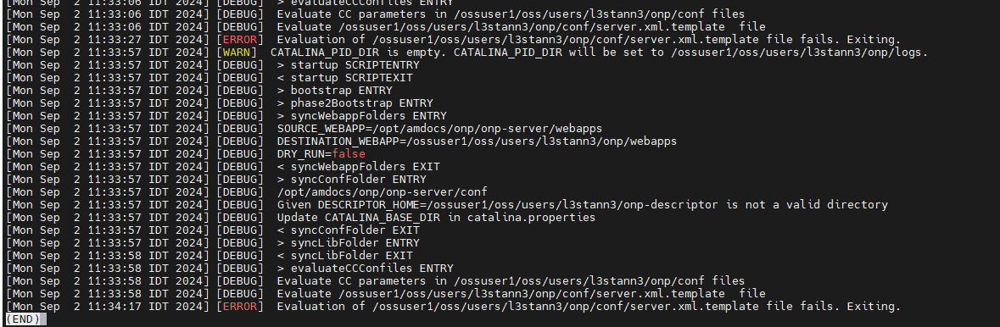 [Mon Sep  2 11:33:06 IDT 2024] [DEBUG]  > evaluateCCConfiles ENTRY
[Mon Sep  2 11:33:06 IDT 2024] [DEBUG]  Evaluate CC parameters in /ossuser1/oss/users/l3stann3/onp/conf files
[Mon Sep  2 11:33:06 IDT 2024] [DEBUG]  Evaluate /ossuser1/oss/users/l3stann3/onp/conf/server.xml.template  file
[Mon Sep  2 11:33:27 IDT 2024] [ERROR]  Evaluation of /ossuser1/oss/users/l3stann3/onp/conf/server.xml.template file fails. Exiting.
[Mon Sep  2 11:33:57 IDT 2024] [WARN]  CATALINA_PID_DIR is empty. CATALINA_PID_DIR will be set to /ossuser1/oss/users/l3stann3/onp/logs.
[Mon Sep  2 11:33:57 IDT 2024] [DEBUG]  > startup SCRIPTENTRY
[Mon Sep  2 11:33:57 IDT 2024] [DEBUG]  < startup SCRIPTEXIT
[Mon Sep  2 11:33:57 IDT 2024] [DEBUG]  > bootstrap ENTRY
[Mon Sep  2 11:33:57 IDT 2024] [DEBUG]  > phase2Bootstrap ENTRY
[Mon Sep  2 11:33:57 IDT 2024] [DEBUG]  > syncWebappFolders ENTRY
[Mon Sep  2 11:33:57 IDT 2024] [DEBUG]  SOURCE_WEBAPP=/opt/amdocs/onp/onp-server/webapps
[Mon Sep  2 11:33:57 IDT 2024] [DEBUG]  DESTINATION_WEBAPP=/ossuser1/oss/users/l3stann3/onp/webapps
[Mon Sep  2 11:33:57 IDT 2024] [DEBUG]  DRY_RUN=false
[Mon Sep  2 11:33:57 IDT 2024] [DEBUG]  < syncWebappFolders EXIT
[Mon Sep  2 11:33:57 IDT 2024] [DEBUG]  > syncConfFolder ENTRY
[Mon Sep  2 11:33:57 IDT 2024] [DEBUG]  /opt/amdocs/onp/onp-server/conf
[Mon Sep  2 11:33:57 IDT 2024] [DEBUG]  Given DESCRIPTOR_HOME=/ossuser1/oss/users/l3stann3/onp-descriptor is not a valid directory
[Mon Sep  2 11:33:57 IDT 2024] [DEBUG]  Update CATALINA_BASE_DIR in catalina.properties
[Mon Sep  2 11:33:57 IDT 2024] [DEBUG]  < syncConfFolder EXIT
[Mon Sep  2 11:33:57 IDT 2024] [DEBUG]  > syncLibFolder ENTRY
[Mon Sep  2 11:33:58 IDT 2024] [DEBUG]  < syncLibFolder EXIT
[Mon Sep  2 11:33:58 IDT 2024] [DEBUG]  > evaluateCCConfiles ENTRY
[Mon Sep  2 11:33:58 IDT 2024] [DEBUG]  Evaluate CC parameters in /ossuser1/oss/users/l3stann3/onp/conf files
[Mon Sep  2 11:33:58 IDT 2024] [DEBUG]  Evaluate /ossuser1/oss/users/l3stann3/onp/conf/server.xml.template  file
[Mon Sep  2 11:34:17 IDT 2024] [ERROR]  Evaluation of /ossuser1/oss/users/l3stann3/onp/conf/server.xml.template file fails. Exiting.
(END)